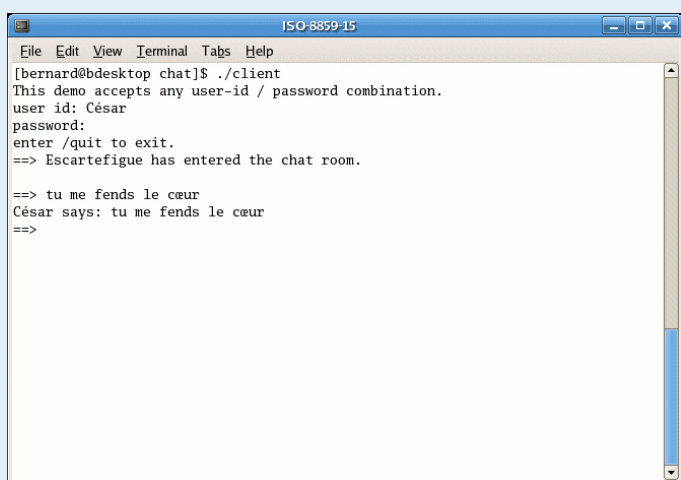 ISO-8859-15
File Edit View Terminal Tabs Help
[bernard@bdesktop chat]$ ./client
This demo accepts any user-id / password combination.
user id: César
password:
enter /quit to exit.
==> Escartefigue has entered the chat room.
==> tu me fends le cœur
César says: tu me fends le cœur
==>